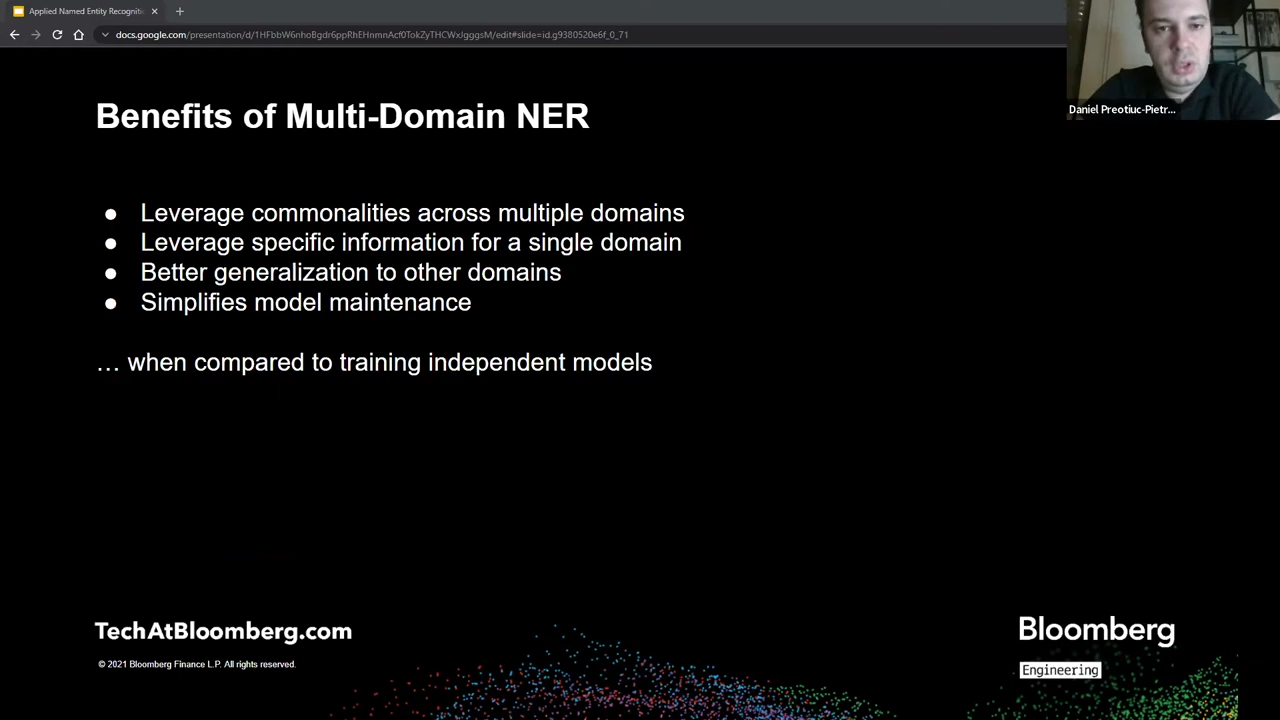 Applied Named Entity Recogniti
docs.google.com/presentation/d/1HFbbW6nhoBgdr6ppRhEHnmnAcf0TokZyTHCWxJgggsM/edit#slide=id.g9380520e6f_0_71
Daniel Preotiuc-Pietr...
Benefits of Multi-Domain NER
● Leverage commonalities across multiple domains
● Leverage specific information for a single domain
● Better generalization to other domains
● Simplifies model maintenance
… when compared to training independent models
TechAtBloomberg.com
© 2021 Bloomberg Finance L.P. All rights reserved.
Bloomberg
Engineering